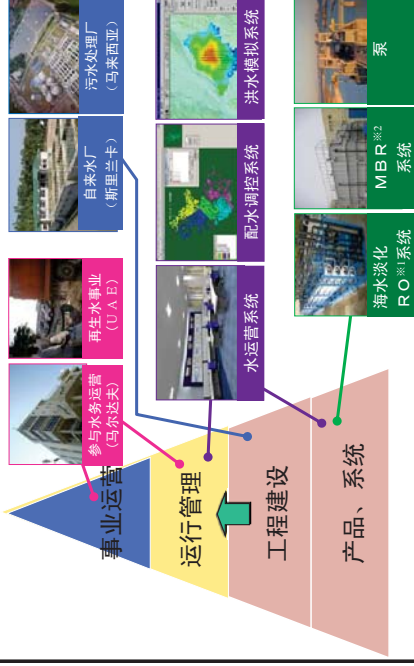 事业运营
运行管理
工程建设
产品、系统
参与水务运营
（马尔达夫）
再生水事业
（UAE）
自来水厂
（斯里兰卡）
污水处理厂
（马来西亚）
水运营系统
配水调控系统
洪水模拟系统
海水淡化
RO※1系统
MBR※2
系统
泵